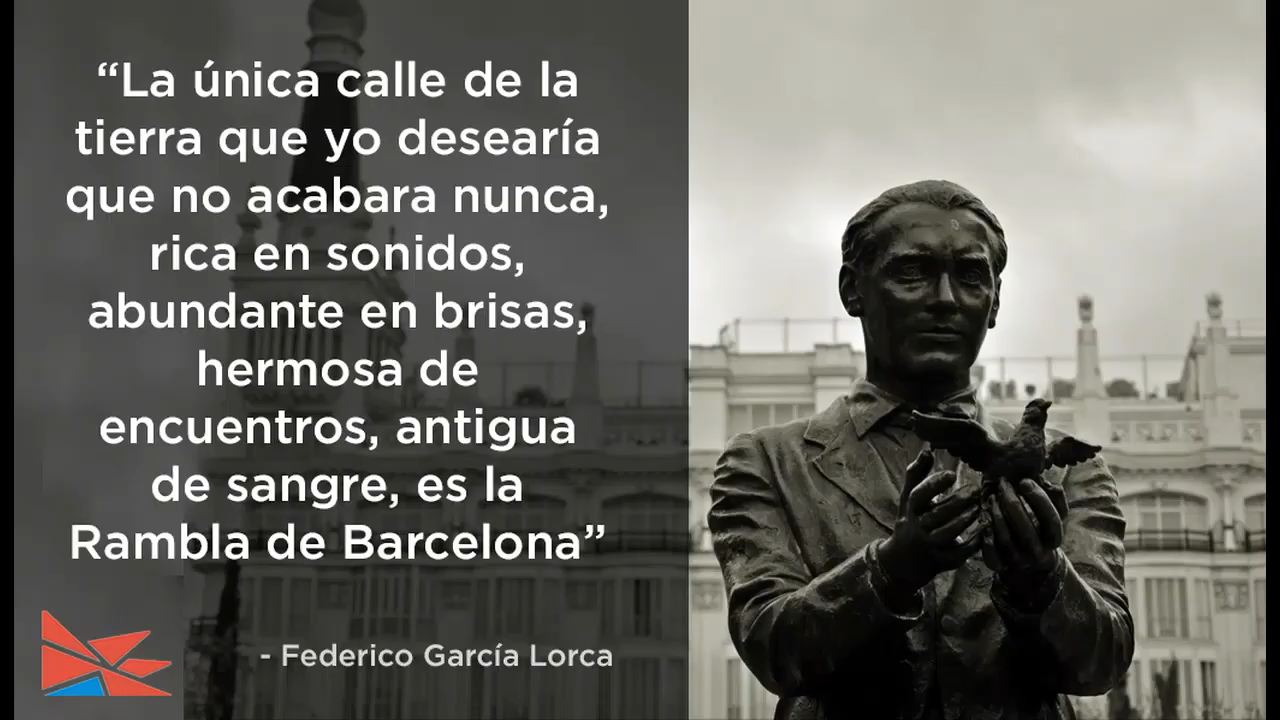 “La única calle de la
tierra que yo desearía
que no acabara nunca,
rica en sonidos,
abundante en brisas,
hermosa de
encuentros, antigua
de sangre, es la
Rambla de Barcelona”
- Federico García Lorca